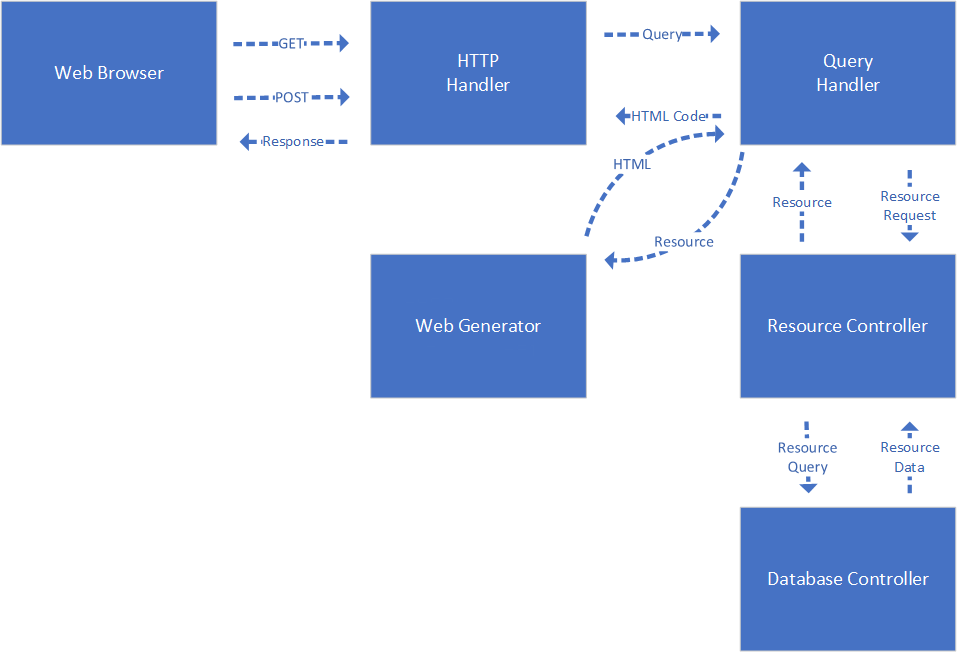 Web Browser
GET
POST
Response
HTTP
Handler
Query
HTML Code
Query
Handler
HTML
Resource
Resource
Resource
Request
Web Generator
Resource Controller
Resource
Query
Resource
Data
Database Controller